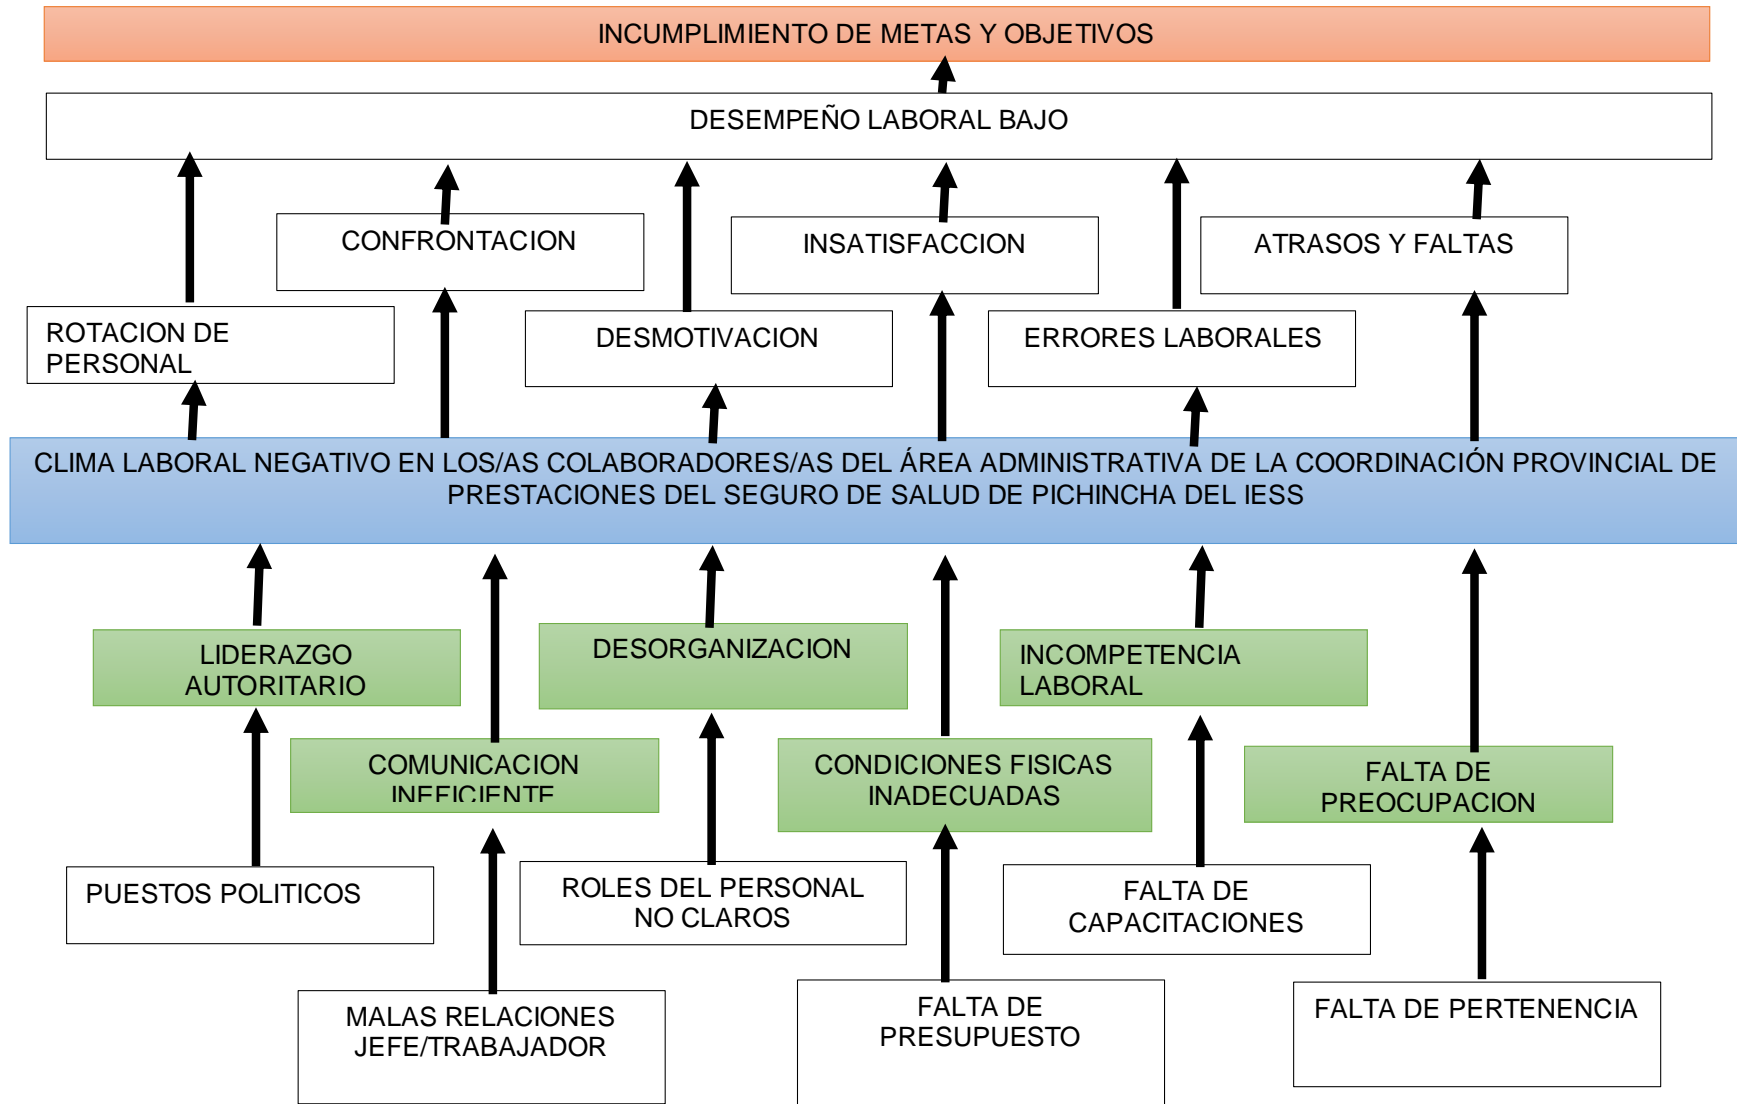 INCUMPLIMIENTO DE METAS Y OBJETIVOS
DESEMPEÑO LABORAL BAJO
CONFRONTACION
INSATISFACCION
ATRASOS Y FALTAS
ROTACION DE
PERSONAL
DESMOTIVACION
ERRORES LABORALES
CLIMA LABORAL NEGATIVO EN LOS/AS COLABORADORES/AS DEL ÁREA ADMINISTRATIVA DE LA COORDINACIÓN PROVINCIAL DE
PRESTACIONES DEL SEGURO DE SALUD DE PICHINCHA DEL IESS
LIDERAZGO
AUTORITARIO
DESORGANIZACION
INCOMPETENCIA
LABORAL
COMUNICACION
INEFICIENTE
CONDICIONES FISICAS
INADECUADAS
FALTA DE
PREOCUPACION
PUESTOS POLITICOS
ROLES DEL PERSONAL
NO CLAROS
FALTA DE
CAPACITACIONES
MALAS RELACIONES
JEFE/TRABAJADOR
FALTA DE
PRESUPUESTO
FALTA DE PERTENENCIA